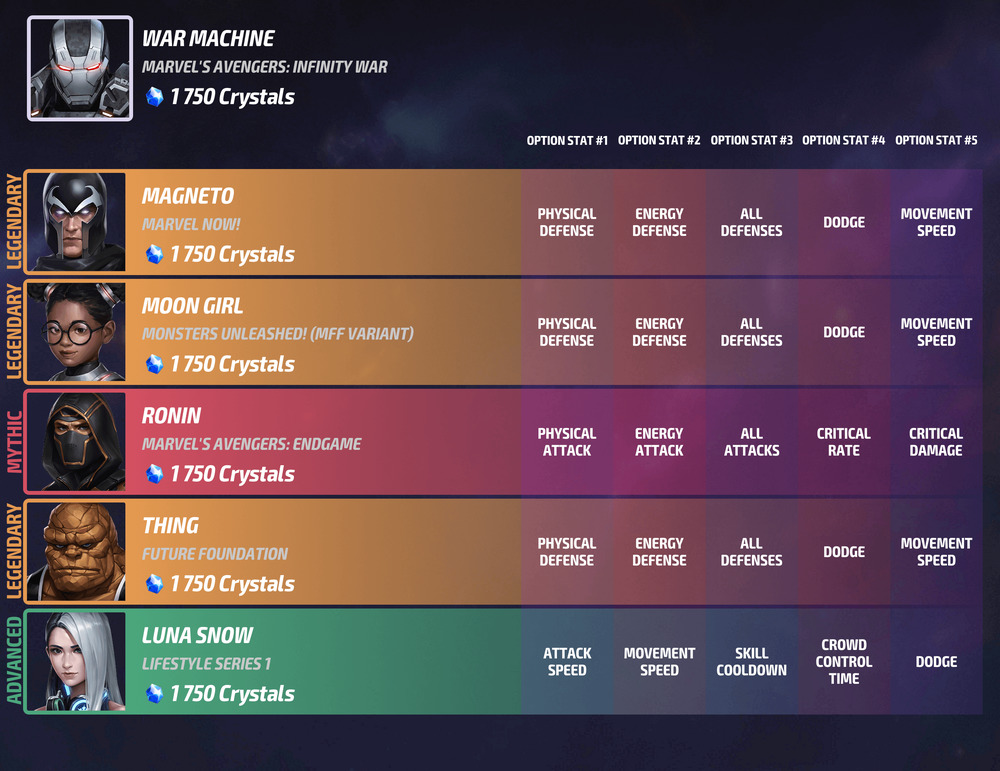 WAR MACHINE
MARVEL'S AVENGERS: INFINITY WAR
1 750 Crystals
OPTION STAT #1 OPTION STAT #2 OPTION STAT #3 OPTION STAT #4 OPTION STAT #5
LEGENDARY
MAGNETO
MARVEL NOW!
1 750 Crystals
PHYSICAL
DEFENSE
ENERGY
DEFENSE
ALL
DEFENSES
DODGE
MOVEMENT
SPEED
LEGENDARY
MOON GIRL
MONSTERS UNLEASHED! (MFF VARIANT)
1 750 Crystals
PHYSICAL
DEFENSE
ENERGY
DEFENSE
ALL
DEFENSES
DODGE
MOVEMENT
SPEED
MYTHIC
RONIN
MARVEL'S AVENGERS: ENDGAME
1 750 Crystals
PHYSICAL
ATTACK
ENERGY
ATTACK
ALL
ATTACKS
CRITICAL
RATE
CRITICAL
DAMAGE
LEGENDARY
THING
FUTURE FOUNDATION
1 750 Crystals
PHYSICAL
DEFENSE
ENERGY
DEFENSE
ALL
DEFENSES
DODGE
MOVEMENT
SPEED
ADVANCED
LUNA SNOW
LIFESTYLE SERIES 1
1 750 Crystals
ATTACK
SPEED
MOVEMENT
SPEED
SKILL
COOLDOWN
CROWD
CONTROL
TIME
DODGE